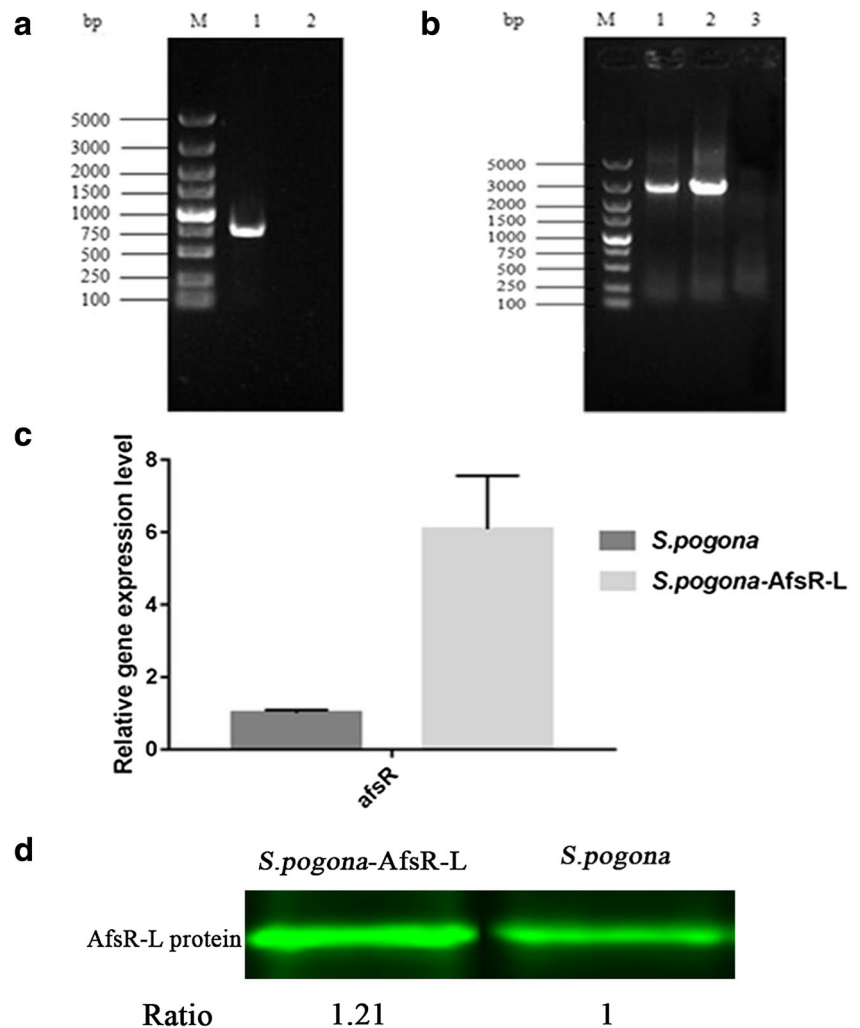 a
bp M 1 2
5000
3000
2000
1500
1000
750
500
250
100
b
bp M 1 2 3
5000
3000
2000
1500
1000
750
500
250
100
c
Relative gene expression level
8
6
4
2
0
afsR
S.pogona
S.pogona-AfsR-L
d
S.pogona-AfsR-L S.pogona
AfsR-L protein
Ratio 1.21 1